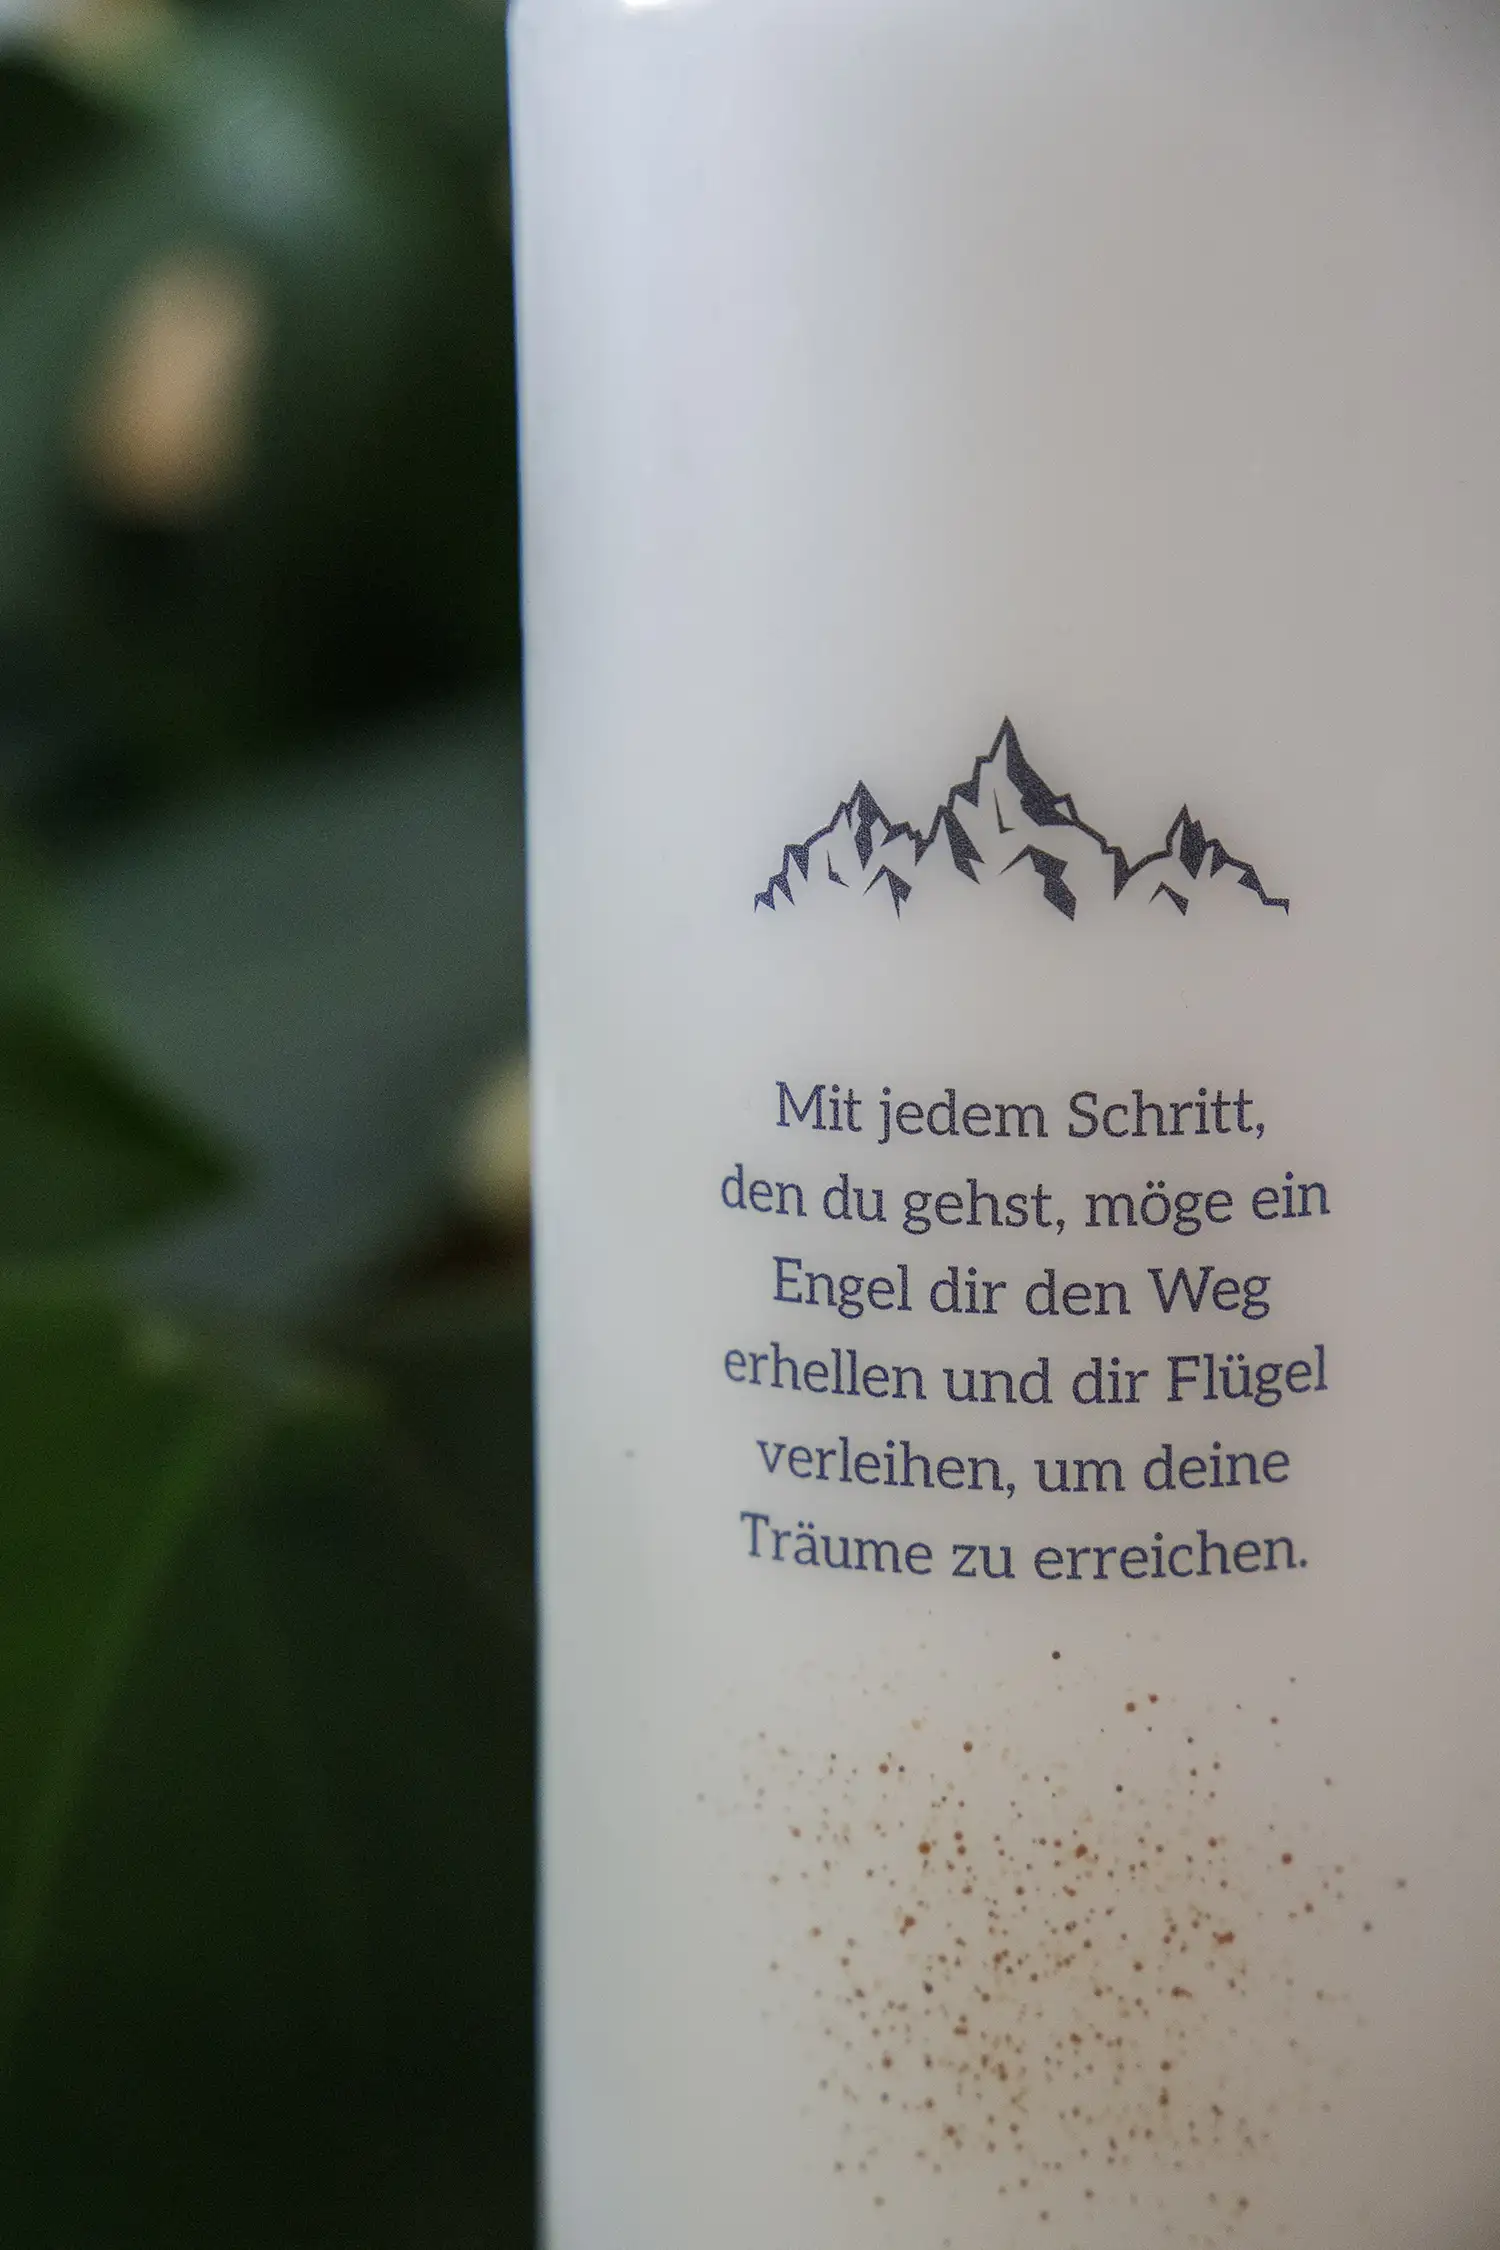 Mit jedem Schritt,
den du gehst, möge ein
Engel dir den Weg
erhellen und dir Flügel
verleihen, um deine
Träume zu erreichen.